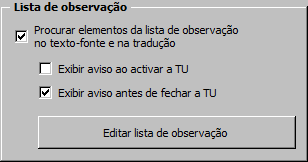 Lista de observação
Procurar elementos da lista de observação
no texto-fonte e na tradução
Exibir aviso ao activar a TU
Exibir aviso antes de fechar a TU
Editar lista de observação